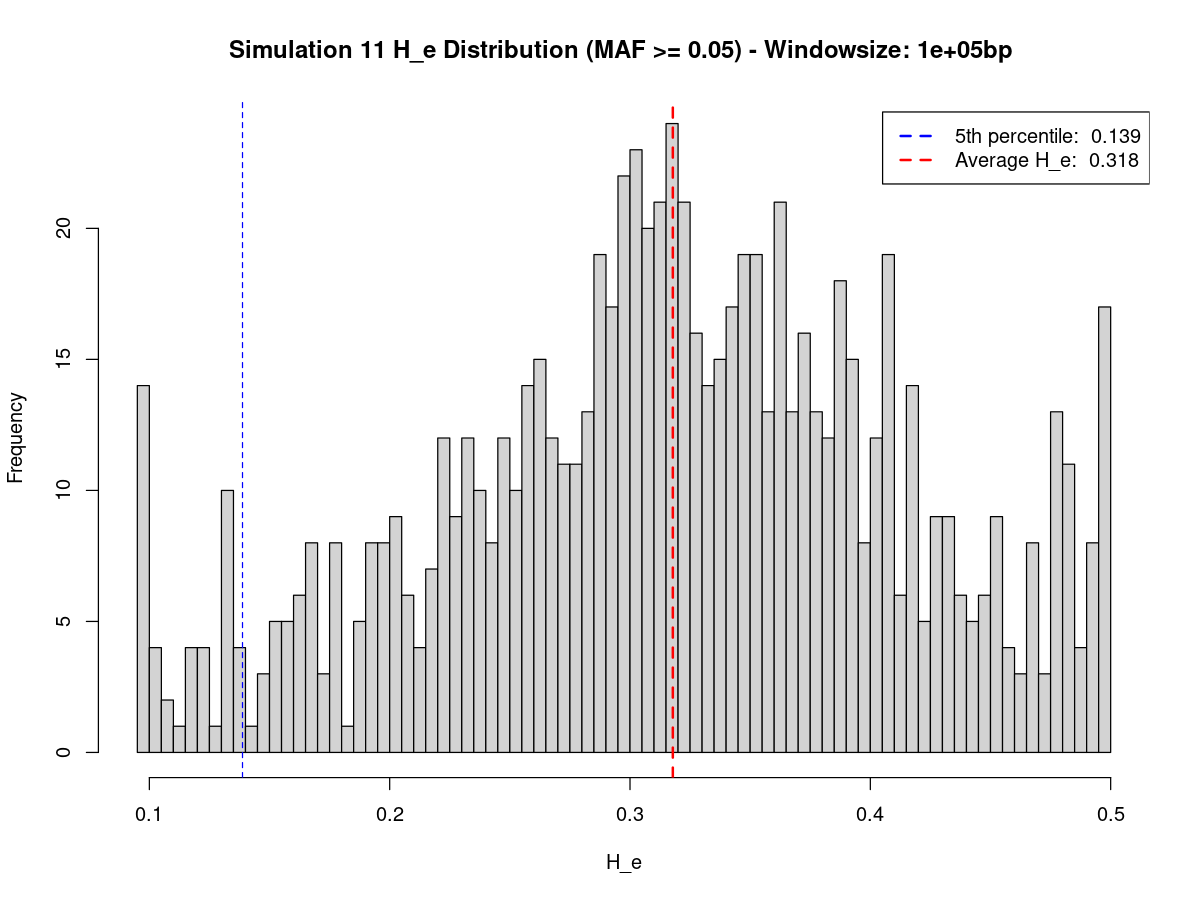 Simulation 11 H_e Distribution (MAF >= 0.05) - Windowsize: 1e+05bp
5th percentile:  0.139
Average H_e:  0.318
Frequency
20
15
10
5
0
0.1
0.2
0.3
0.4
0.5
H_e